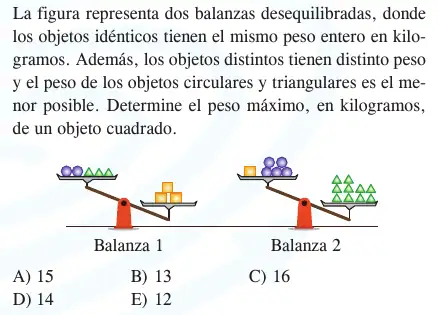 La figura representa dos balanzas desequilibradas, donde
los objetos idénticos tienen el mismo peso entero en kilo-
gramos. Además, los objetos distintos tienen distinto peso
y el peso de los objetos circulares y triangulares es el me-
nor posible. Determine el peso máximo, en kilogramos,
de un objeto cuadrado.
Balanza 1 Balanza 2
A) 15 B) 13 C) 16
D) 14 E) 12